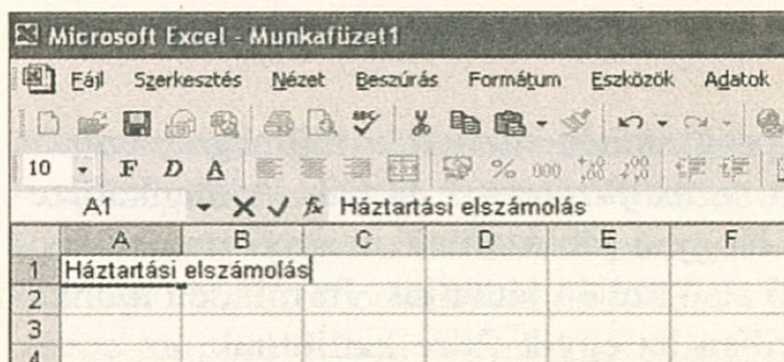 Microsoft Excel - Munkafüzet1
Fájl Szerkesztés Nézet Beszúrás Formátum Eszközök Adatok
10 F D A % 000
A1 Háztartási elszámolás
A B C D E F
1 Háztartási elszámolás
2
3
4